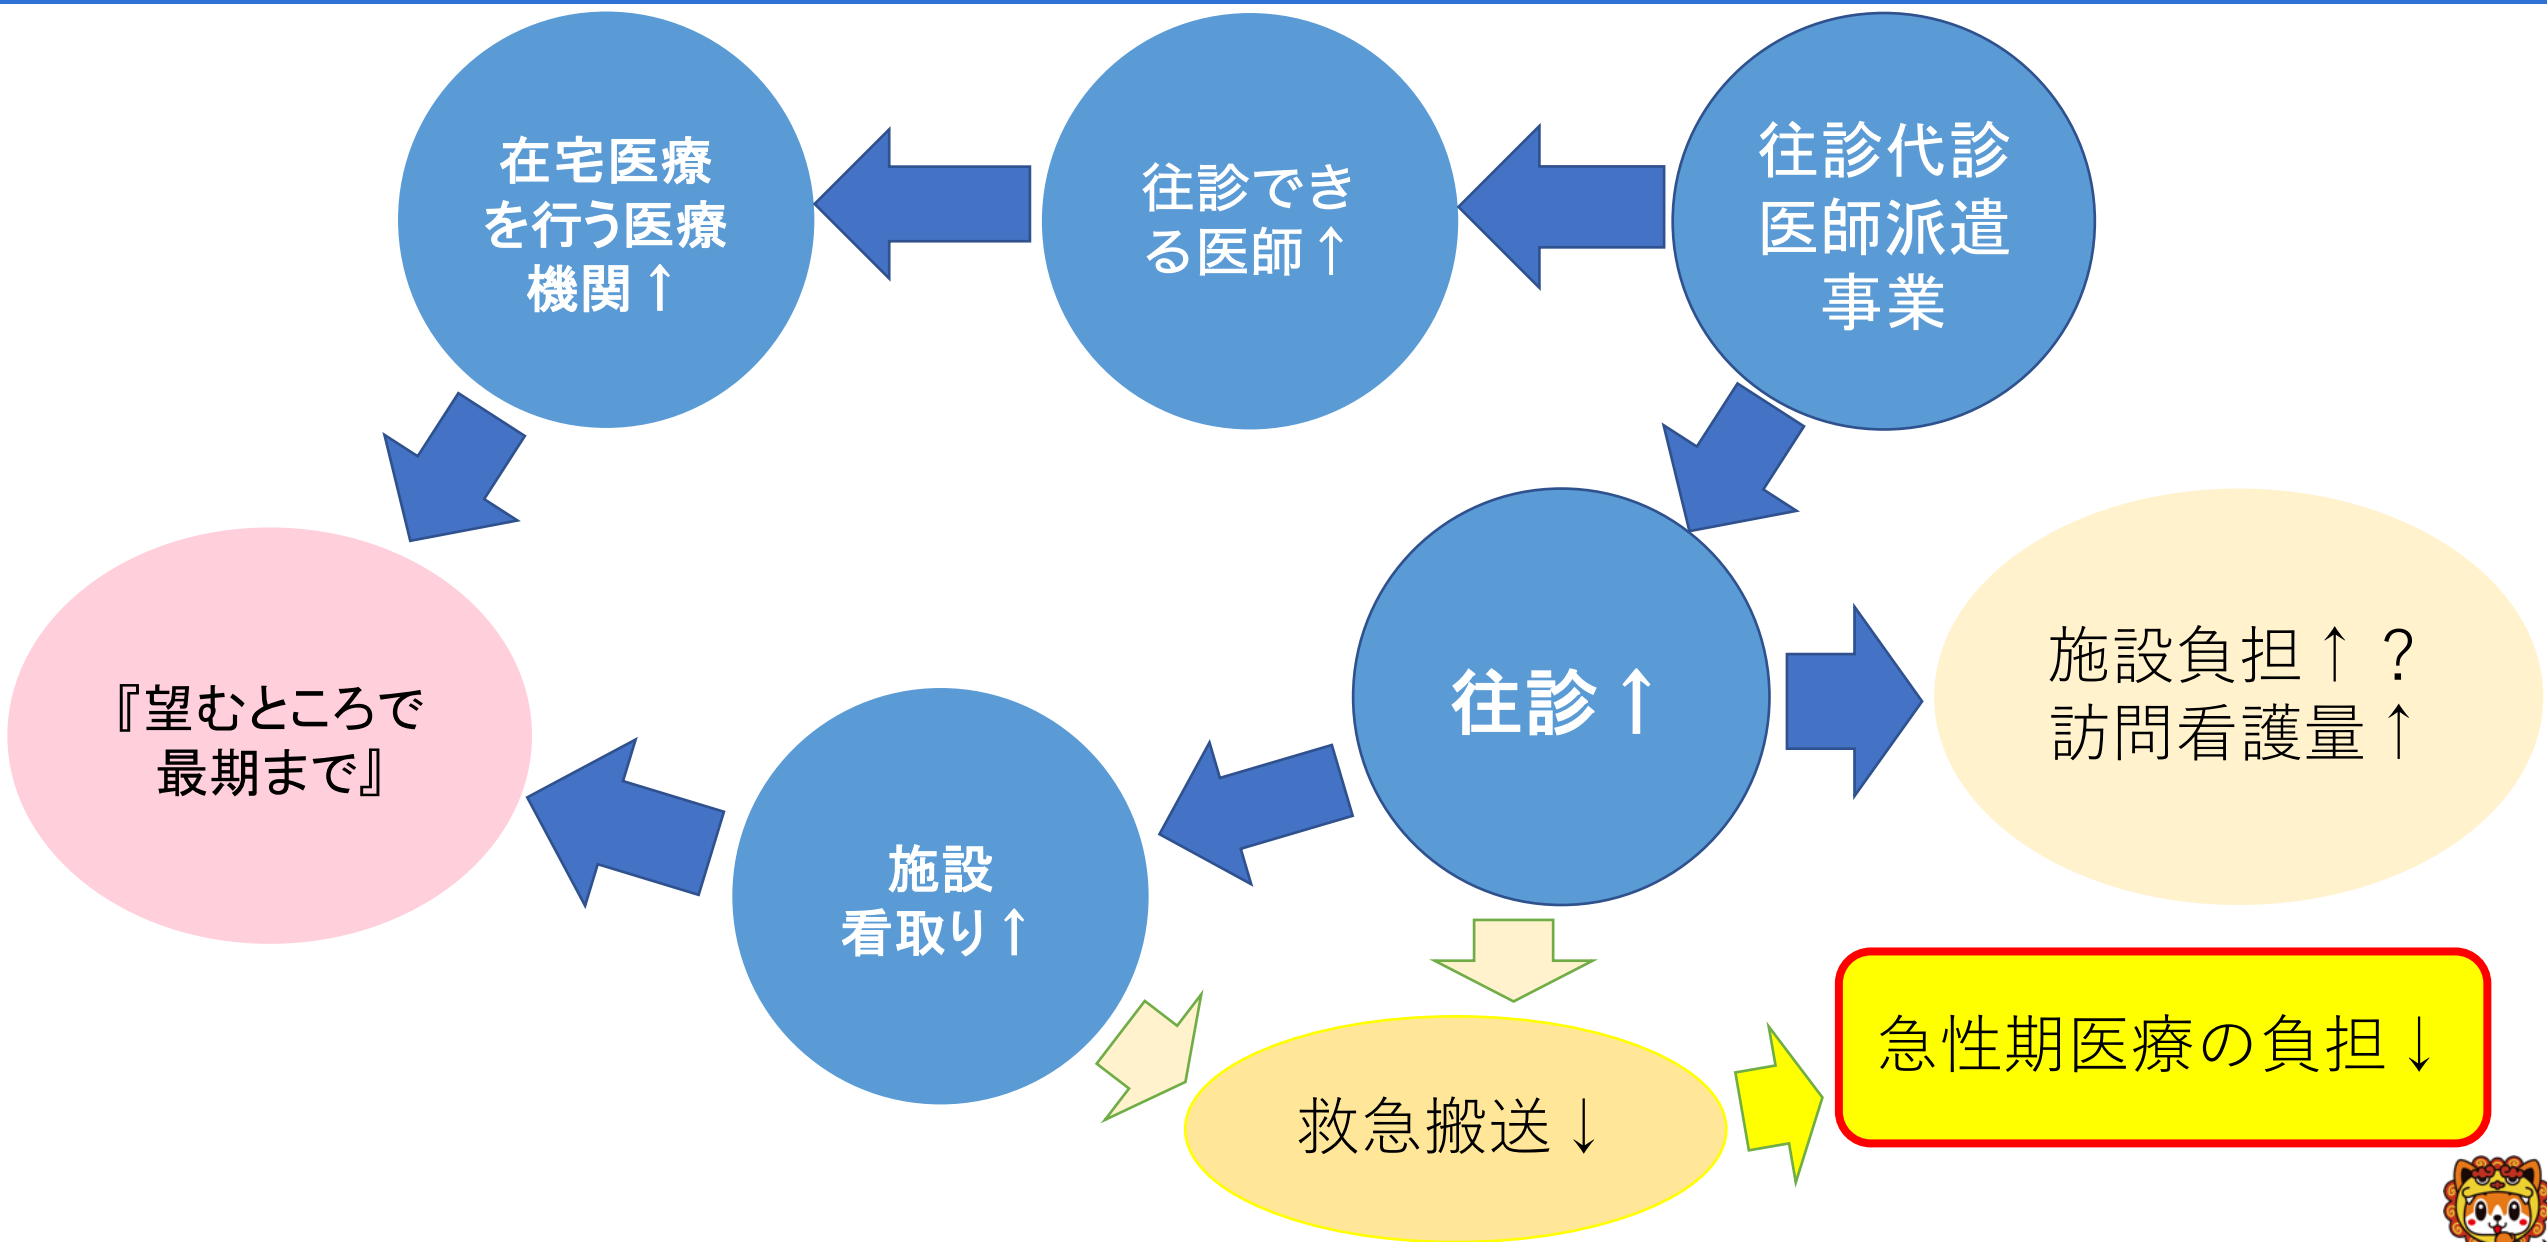 在宅医療
を行う医療
機関↑
往診でき
る医師↑
往診代診
医師派遣
事業
『望むところで
最期まで』
施設
看取り↑
往診↑
施設負担↑？
訪問看護量↑
救急搬送↓
急性期医療の負担↓